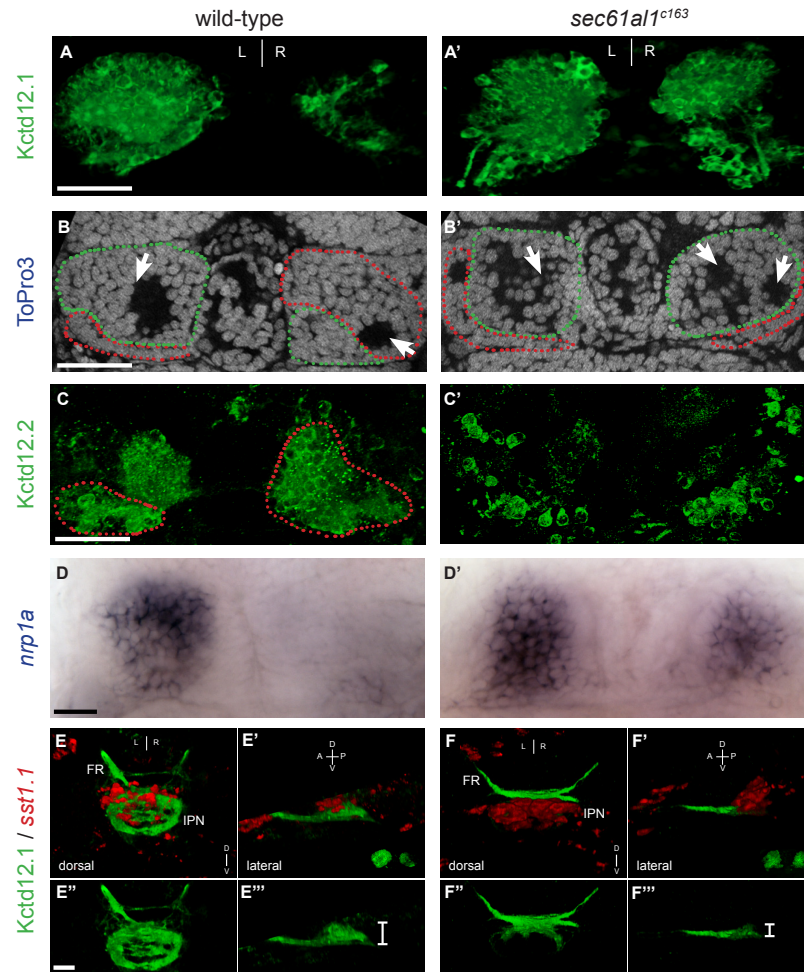 wild-type
sec61al1c163
Kctd12.1
A
L | R
A’
L | R
ToPro3
B
B’
Kctd12.2
C
C’
nrp1a
D
D’
Kctd12.1 / sst1.1
E
L | R
FR
IPN
D
V
dorsal
E’
D
A P
V
lateral
F
L | R
FR
IPN
D
V
dorsal
F’
D
A P
V
lateral
E”
E”’
F”
F”’